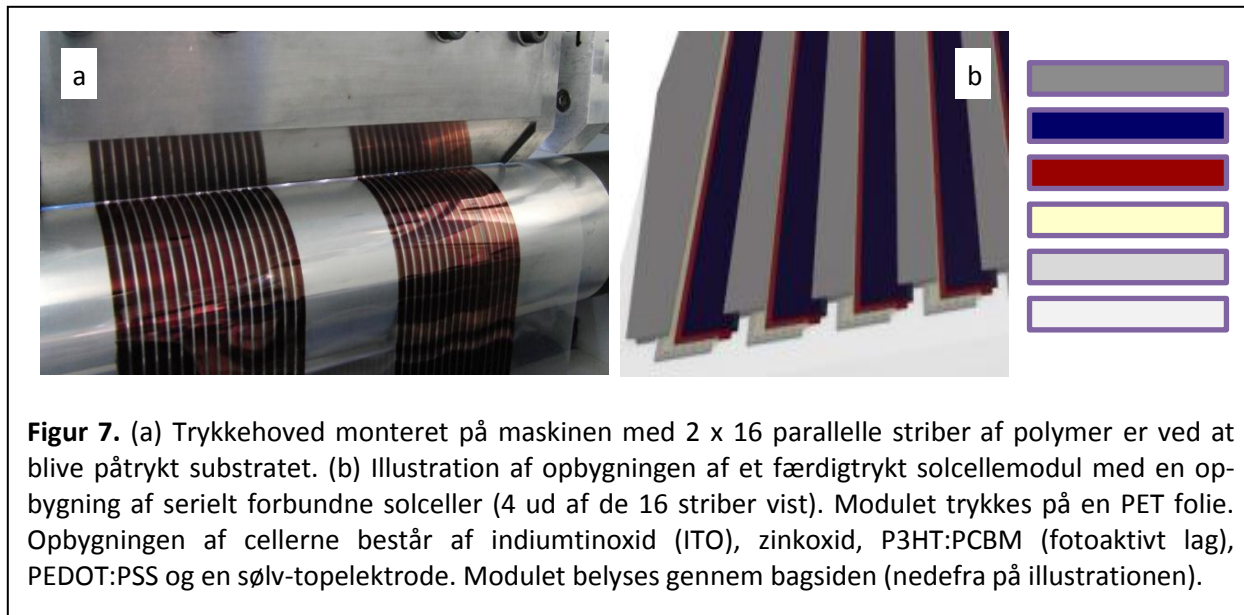 a
b
Figur 7. (a) Trykkehoved monteret på maskinen med 2 x 16 parallelle striber af polymer er ved at
blive påtrykt substratet. (b) Illustration af opbygningen af et færdigtrykt solcellemodul med en op-
bygning af serielt forbundne solceller (4 ud af de 16 striber vist). Modulet trykkes på en PET folie.
Opbygningen af cellerne består af indiumtinoxid (ITO), zinkoxid, P3HT:PCBM (fotoaktivt lag),
PEDOT:PSS og en sølv-topelektrode. Modulet belyses gennem bagsiden (nedefra på illustrationen).